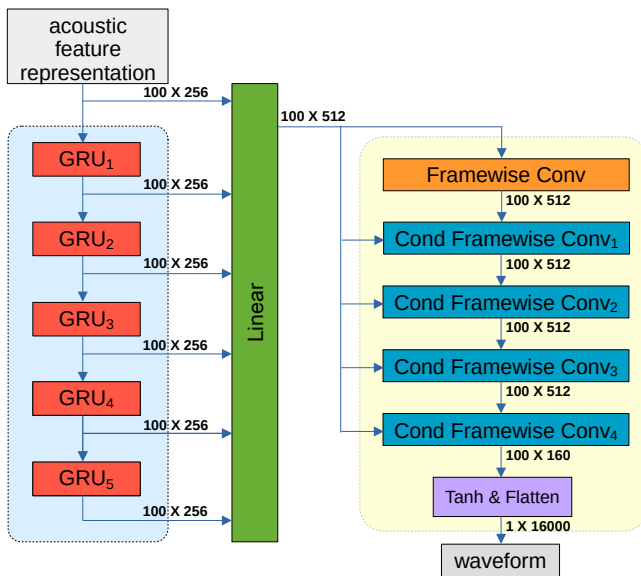 acoustic
feature
representation
100 X 256
100 X 512
GRU₁
100 X 256
GRU₂
100 X 256
GRU₃
100 X 256
GRU₄
100 X 256
GRU₅
100 X 256
Linear
Framewise Conv
100 X 512
Cond Framewise Conv₁
100 X 512
Cond Framewise Conv₂
100 X 512
Cond Framewise Conv₃
100 X 512
Cond Framewise Conv₄
100 X 160
Tanh & Flatten
1 X 16000
waveform